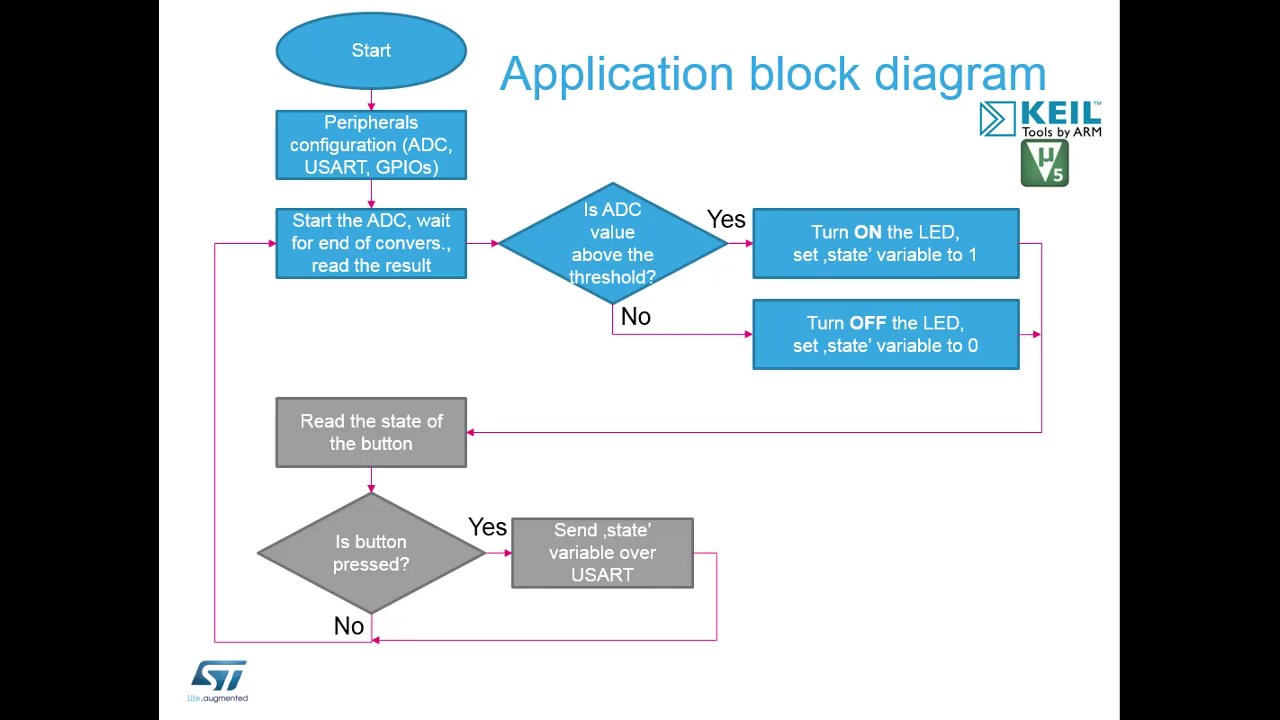 Start
Application block diagram
KEIL™
Tools by ARM
µ
5
Peripherals
configuration (ADC,
USART, GPIOs)
Start the ADC, wait
for end of convers.,
read the result
Is ADC
value
above the
threshold?
Yes
Turn ON the LED,
set ‚state’ variable to 1
No
Turn OFF the LED,
set ‚state’ variable to 0
Read the state of
the button
Is button
pressed?
Yes
Send ‚state’
variable over
USART
No
ST
life.augmented